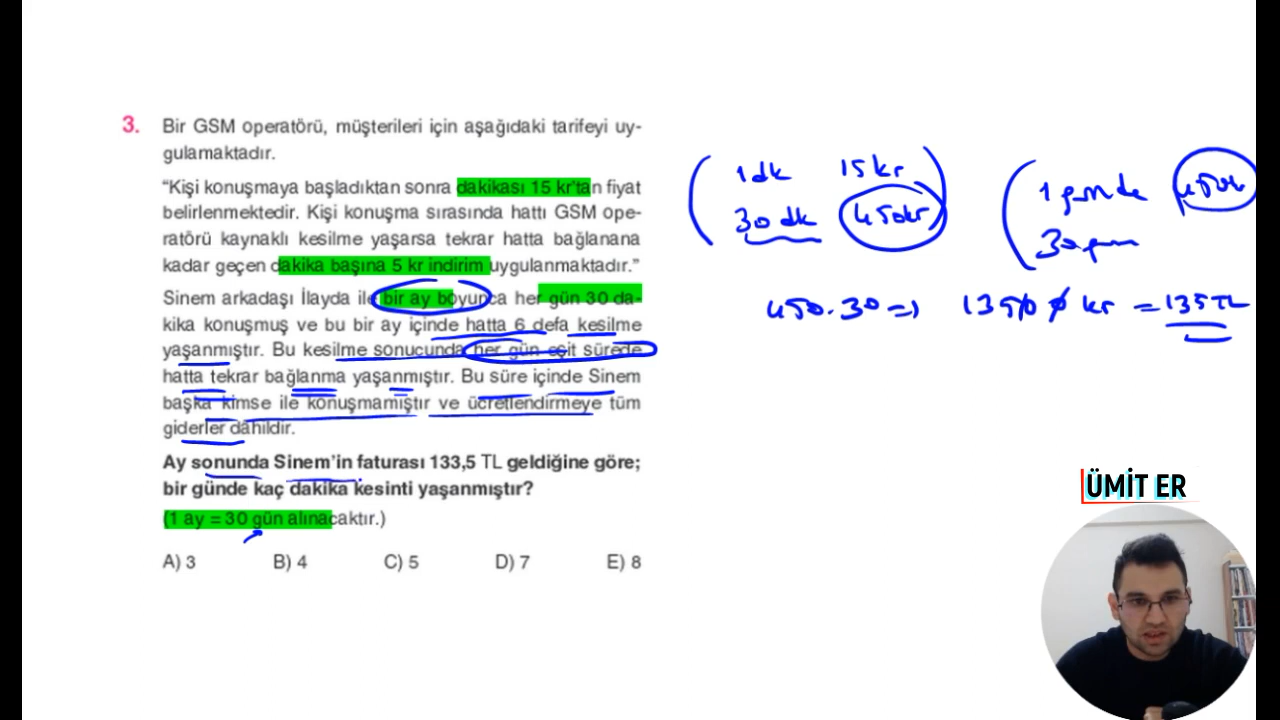 3. Bir GSM operatörü, müşterileri için aşağıdaki tarifeyi uy-
gulamaktadır.
"Kişi konuşmaya başladıktan sonra dakikası 15 kr'tan fiyat
belirlenmektedir. Kişi konuşma sırasında hattı GSM ope-
ratörü kaynaklı kesilme yaşarsa tekrar hatta bağlanana
kadar geçen dakika başına 5 kr indirim uygulanmaktadır."
Sinem arkadaşı İlayda ile bir ay boyunca her gün 30 da-
kika konuşmuş ve bu bir ay içinde hatta 6 defa kesilme
yaşanmıştır. Bu kesilme sonucunda her gün eşit sürede
hatta tekrar bağlanma yaşanmıştır. Bu süre içinde Sinem
başka kimse ile konuşmamıştır ve ücretlendirmeye tüm
giderler dahildir.
Ay sonunda Sinem'in faturası 133,5 TL geldiğine göre;
bir günde kaç dakika kesinti yaşanmıştır?
(1 ay = 30 gün alınacaktır.)
A) 3 B) 4 C) 5 D) 7 E) 8
1 dk 15 kr
30 dk 450kr
1 günde 450k
30 gün
450.30 => 13500 kr = 135 TL
ÜMİT ER